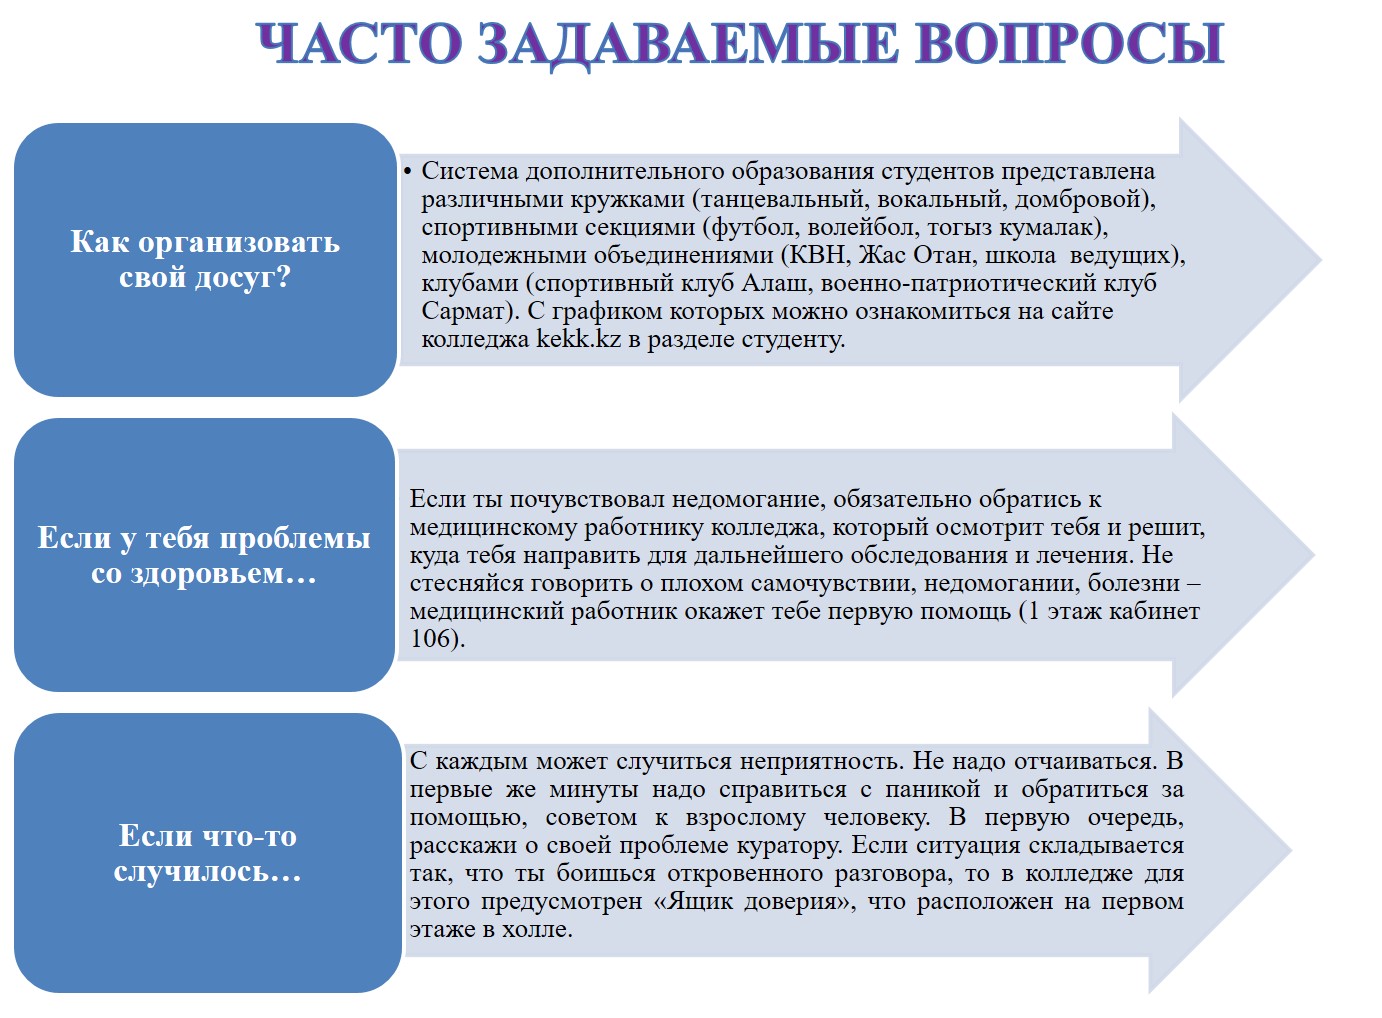 ЧАСТО ЗАДАВАЕМЫЕ ВОПРОСЫ
Как организовать
свой досуг?
• Система дополнительного образования студентов представлена
различными кружками (танцевальный, вокальный, домбровой),
спортивными секциями (футбол, волейбол, тогыз кумалак),
молодежными объединениями (КВН, Жас Отан, школа  ведущих),
клубами (спортивный клуб Алаш, военно-патриотический клуб
Сармат). С графиком которых можно ознакомиться на сайте
колледжа kekk.kz в разделе студенту.
Если у тебя проблемы
со здоровьем…
Если ты почувствовал недомогание, обязательно обратись к
медицинскому работнику колледжа, который осмотрит тебя и решит,
куда тебя направить для дальнейшего обследования и лечения. Не
стесняйся говорить о плохом самочувствии, недомогании, болезни –
медицинский работник окажет тебе первую помощь (1 этаж кабинет
106).
Если что-то
случилось…
С каждым может случиться неприятность. Не надо отчаиваться. В
первые же минуты надо справиться с паникой и обратиться за
помощью, советом к взрослому человеку. В первую очередь,
расскажи о своей проблеме куратору. Если ситуация складывается
так, что ты боишься откровенного разговора, то в колледже для
этого предусмотрен «Ящик доверия», что расположен на первом
этаже в холле.